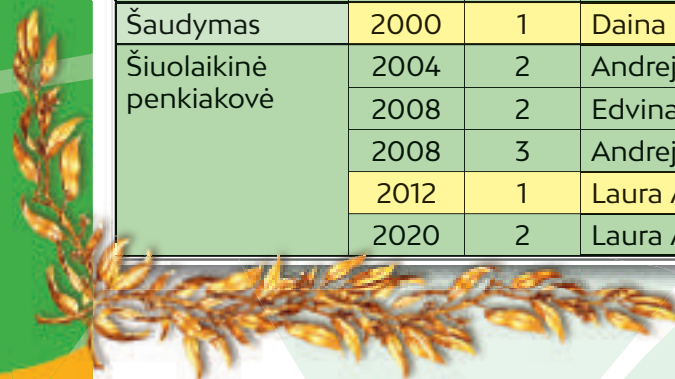 Šaudymas 2000 1 Daina
Šiuolaikinė penkiakovė 2004 2 Andrej
2008 2 Edvina
2008 3 Andrej
2012 1 Laura A
2020 2 Laura A